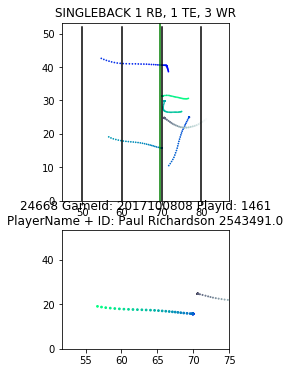 SINGLEBACK 1 RB, 1 TE, 3 WR
50
40
30
20
10
0
50 60 70 80
24668 GameId: 2017100808 PlayId: 1461
PlayerName + ID: Paul Richardson 2543491.0
40
20
0
55 60 65 70 75